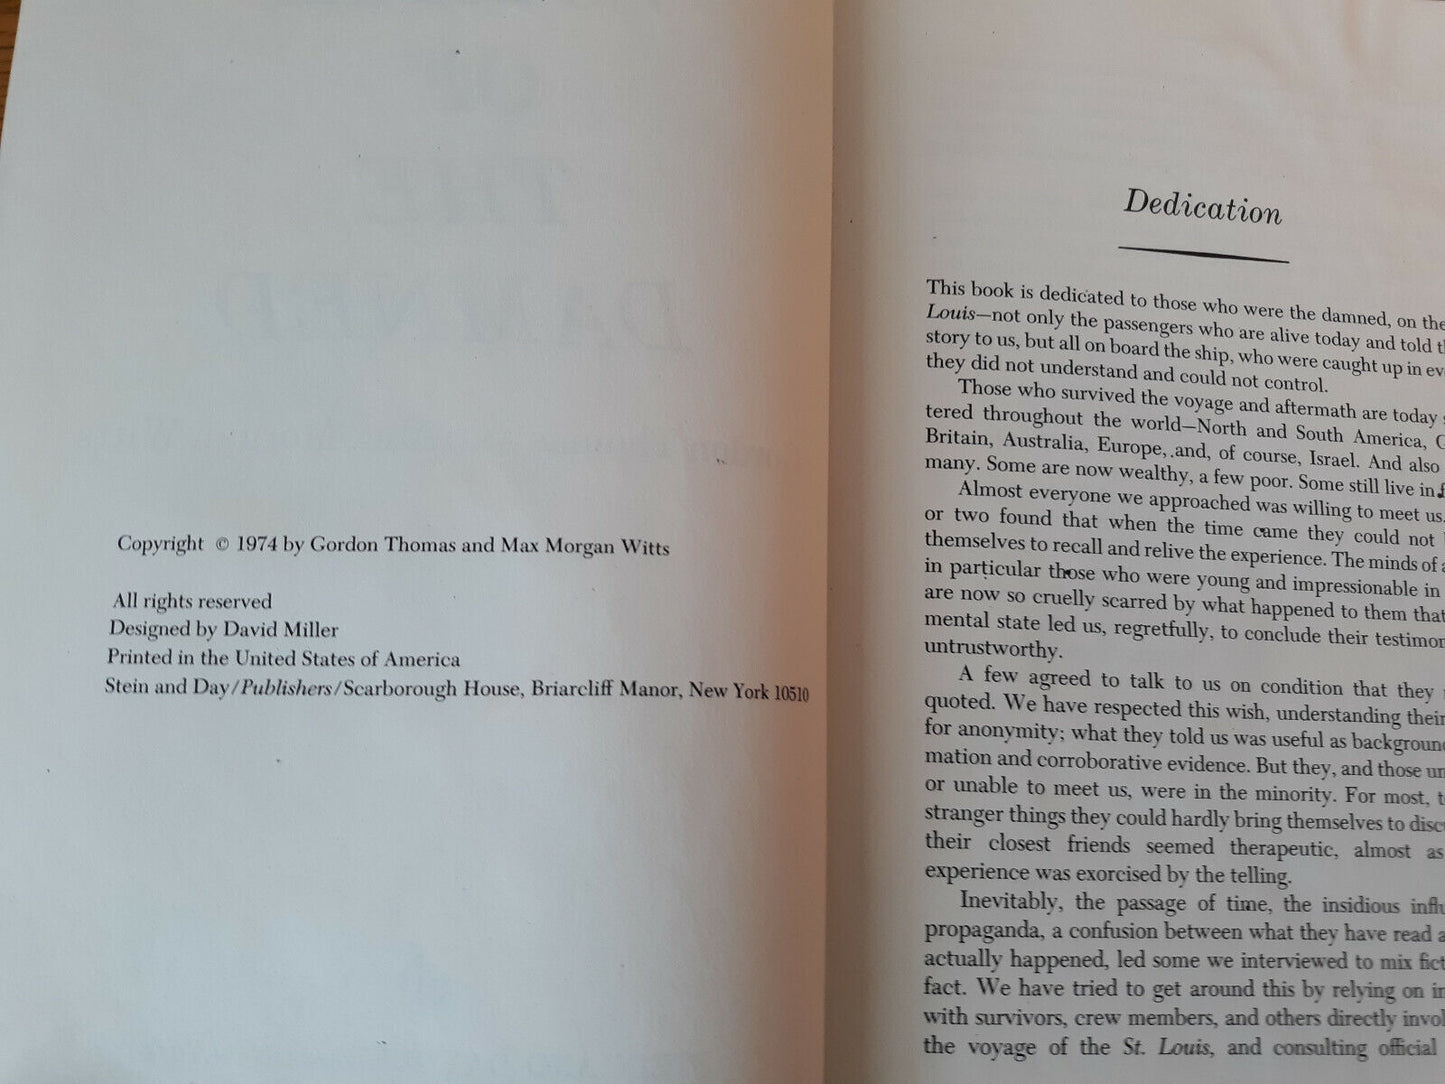 Copyright © 1974 by Gordon Thomas and Max Morgan Witts
All rights reserved
Designed by David Miller
Printed in the United States of America
Stein and Day/Publishers/Scarborough House, Briarcliff Manor, New York 10510
Dedication
This book is dedicated to those who were the damned, on the
Louis—not only the passengers who are alive today and told
story to us, but all on board the ship, who were caught up in
they did not understand and could not control.
Those who survived the voyage and aftermath are today
tered throughout the world—North and South America,
Britain, Australia, Europe, and, of course, Israel. And also
many. Some are now wealthy, a few poor. Some still live in
Almost everyone we approached was willing to meet us.
or two found that when the time came they could not
themselves to recall and relive the experience. The minds of
in particular those who were young and impressionable in
are now so cruelly scarred by what happened to them that
mental state led us, regretfully, to conclude their
untrustworthy.
A few agreed to talk to us on condition that they
quoted. We have respected this wish, understanding their
for anonymity; what they told us was useful as background
mation and corroborative evidence. But they, and those
or unable to meet us, were in the minority. For most,
stranger things they could hardly bring themselves to
their closest friends seemed therapeutic, almost as
experience was exorcised by the telling.
Inevitably, the passage of time, the insidious
propaganda, a confusion between what they have read
actually happened, led some we interviewed to mix
fact. We have tried to get around this by relying on
with survivors, crew members, and others directly
the voyage of the St. Louis, and consulting official